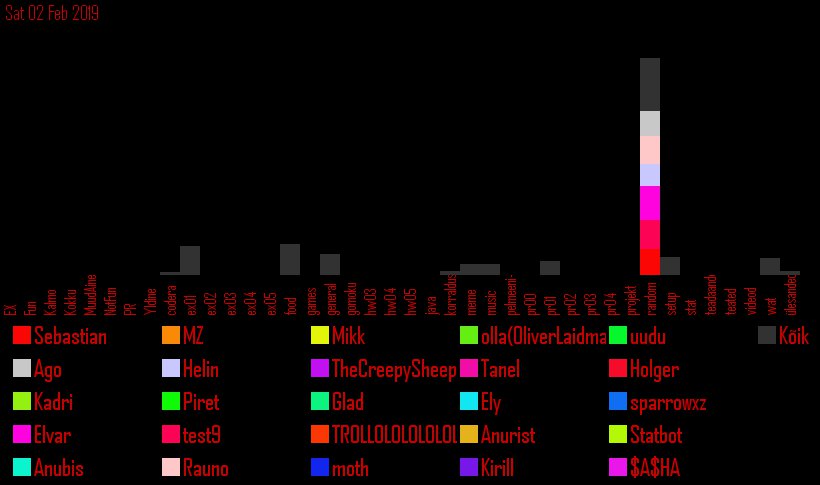 Sat 02 Feb 2019
EX
Fun
Kalmo
Kokku
MuudAine
NotFun
PR
Yldine
codera
ex01
ex02
ex03
ex04
ex05
food
games
general
gomoku
hw03
hw04
hw05
java
korraldus
meme
music
pelmeeni-
pr00
pr01
pr02
pr03
pr04
projekt
random
setup
stat
teadaandi
teated
videod
wat
ylesanded
Sebastian MZ Mikk olla(OliverLaidma uudu Kõik
Ago Helin TheCreepySheep Tanel Holger
Kadri Piret Glad Ely sparrowxz
Elvar test9 TROLLOLOLOLOLOL Anurist Statbot
Anubis Rauno moth Kirill $A$HA